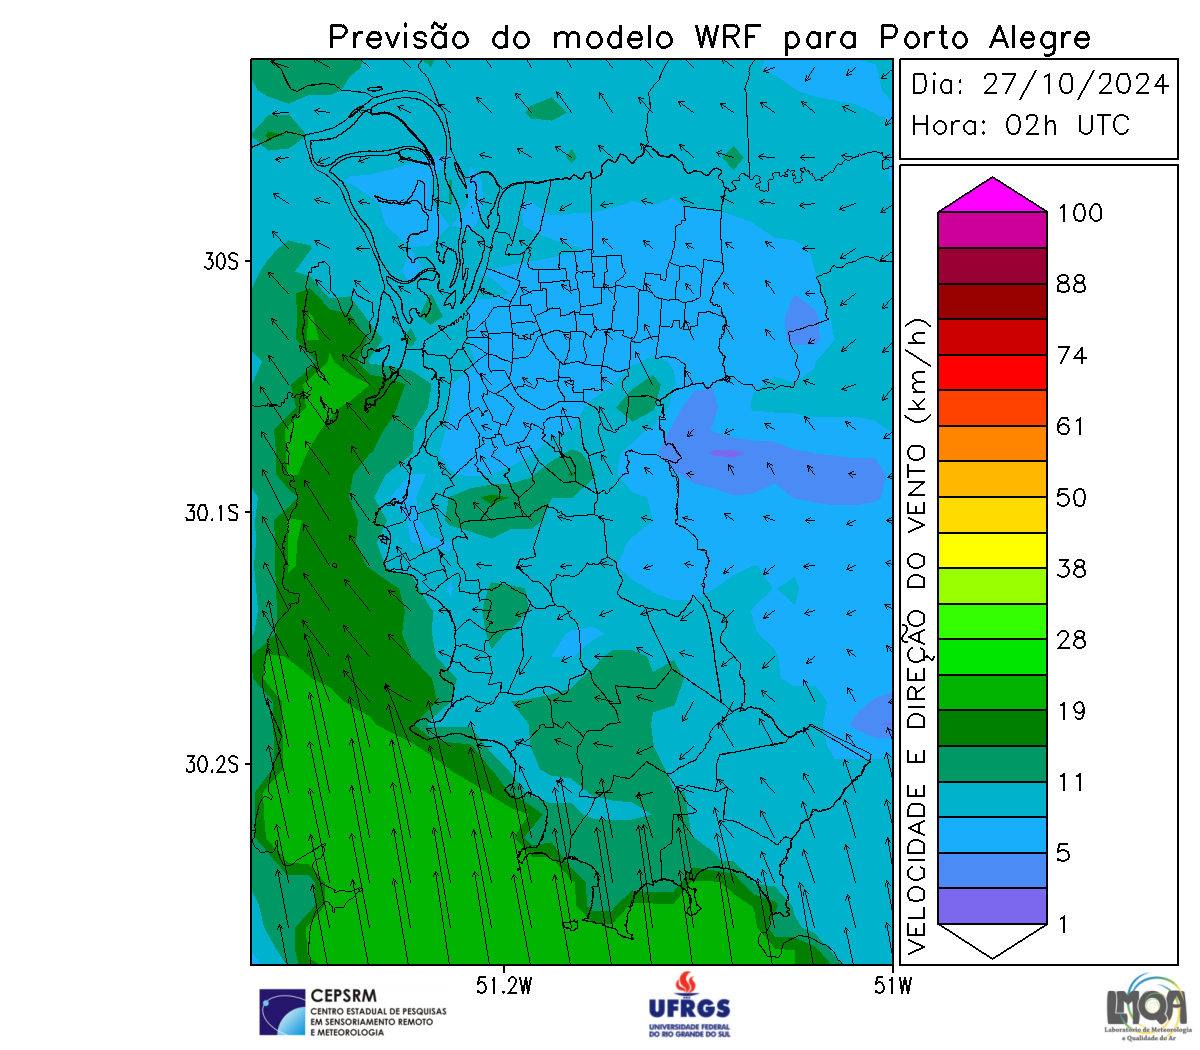 Previsão do modelo WRF para Porto Alegre
Dia: 27/10/2024
Hora: 02h UTC
30S
30.1S
30.2S
51.2W
51W
VELOCIDADE E DIREÇÃO DO VENTO (km/h)
100
88
74
61
50
38
28
19
11
5
1
CEPSRM
CENTRO ESTADUAL DE PESQUISAS
EM SENSORIAMENTO REMOTO
E METEOROLOGIA
UFRGS
UNIVERSIDADE FEDERAL
DO RIO GRANDE DO SUL
LMQA
Laboratório de Meteorologia
e Qualidade do Ar